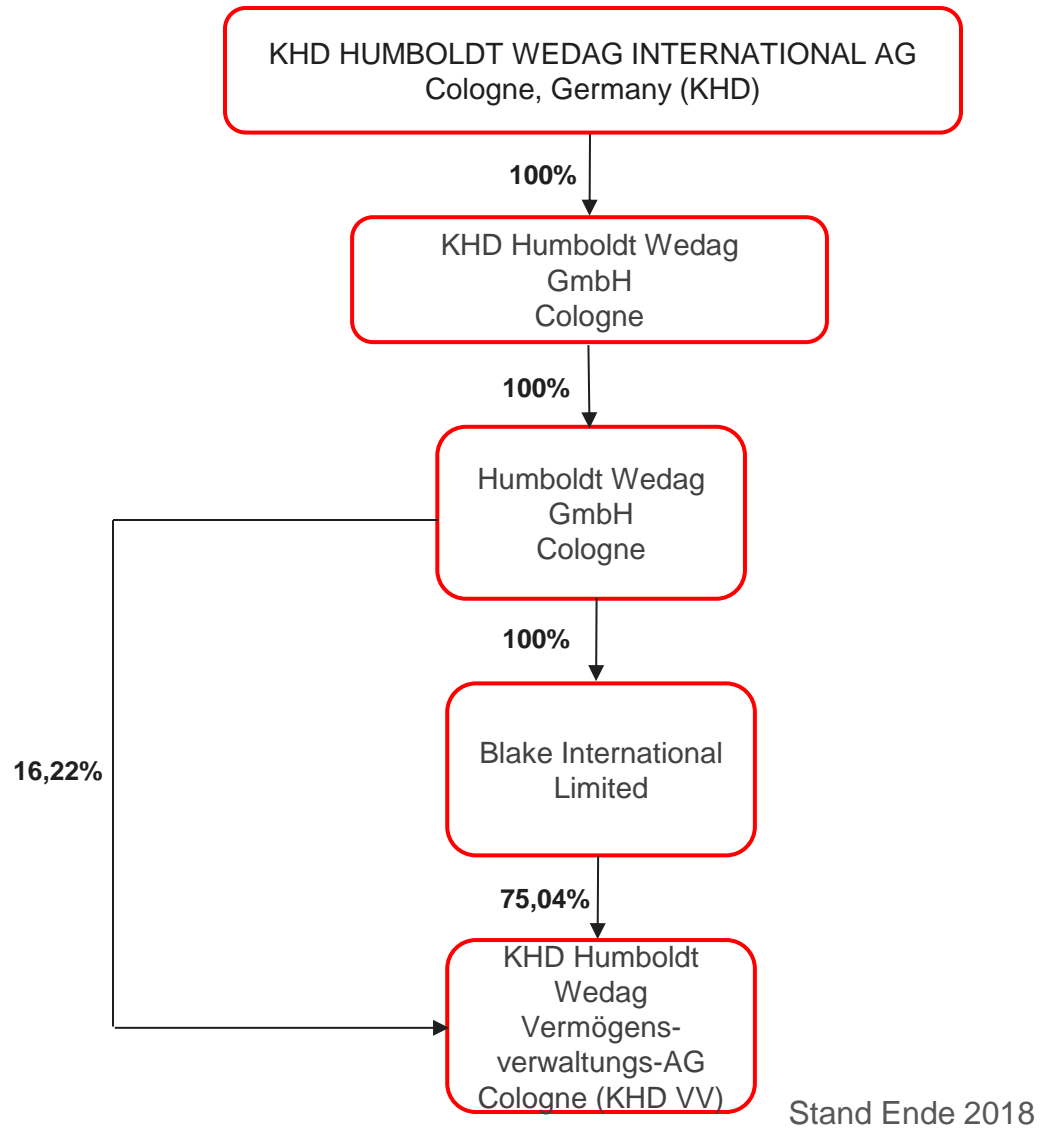 KHD HUMBOLDT WEDAG INTERNATIONAL AG
Cologne, Germany (KHD)
100%
KHD Humboldt Wedag
GmbH
Cologne
100%
Humboldt Wedag
GmbH
Cologne
100%
Blake International
Limited
16,22%
75,04%
KHD Humboldt
Wedag
Vermögens-
verwaltungs-AG
Cologne (KHD VV)
Stand Ende 2018